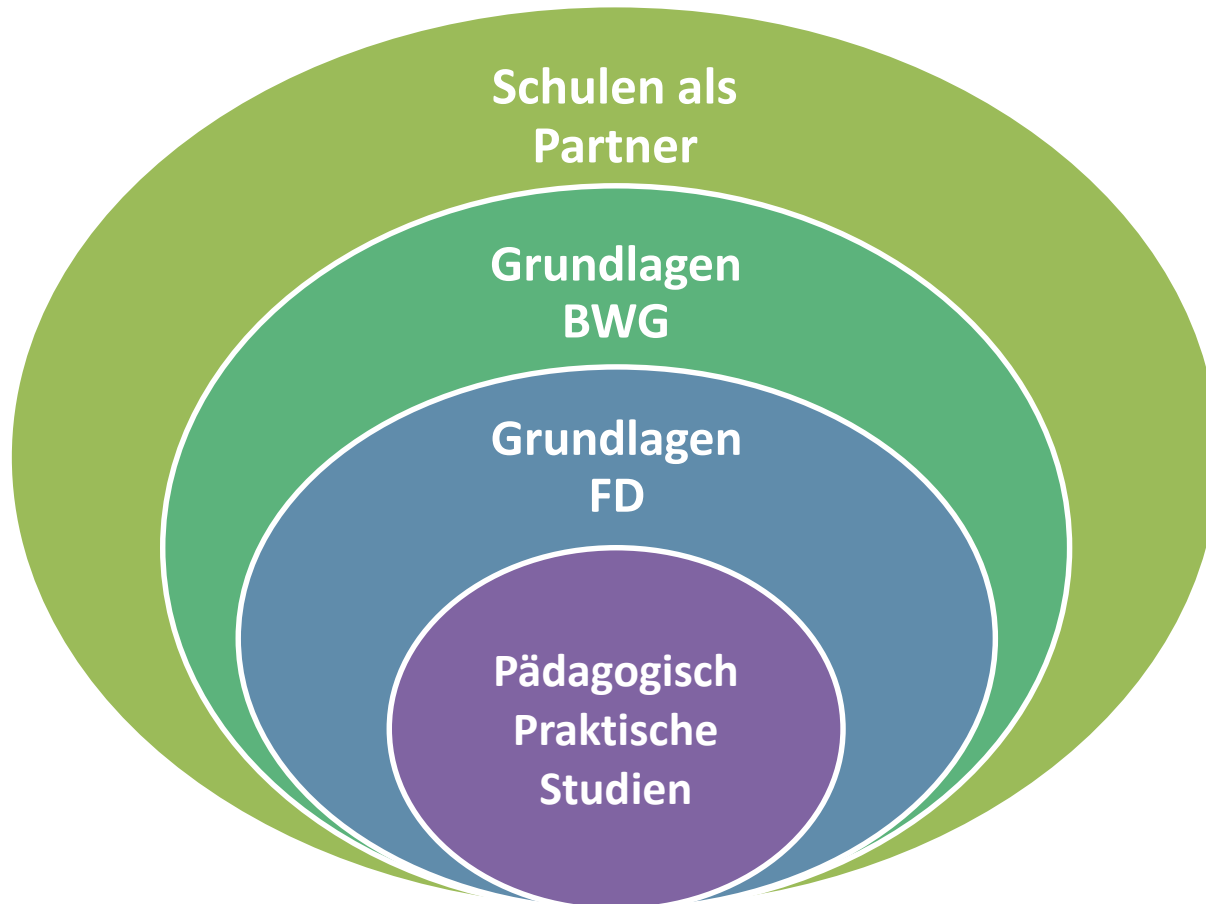 Schulen als
Partner
Grundlagen
BWG
Grundlagen
FD
Pädagogisch
Praktische
Studien